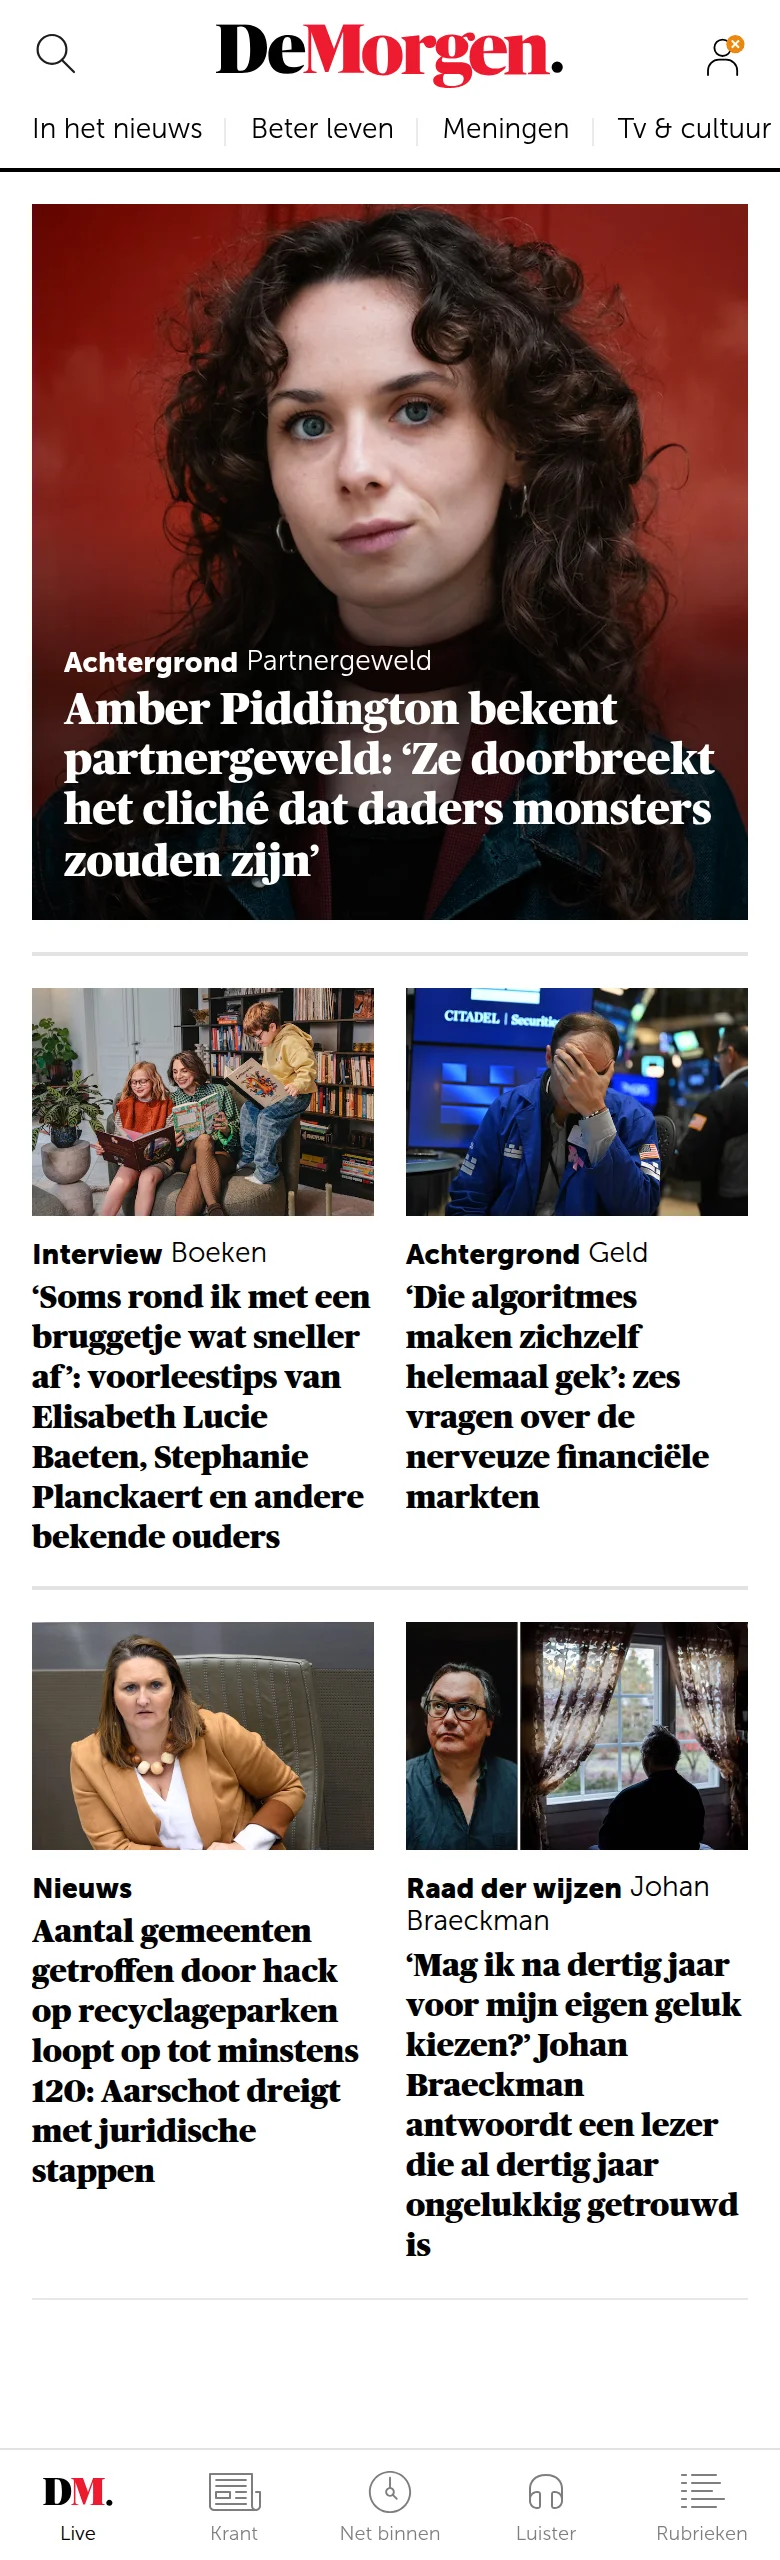 DeMorgen.
In het nieuws
Beter leven
Meningen
Tv & cultuur
Achtergrond Partnergeweld
Amber Piddington bekent
partnergeweld: ‘Ze doorbreekt
het cliché dat daders monsters
zouden zijn’
CITADEL | Securities
Interview Boeken
‘Soms rond ik met een
bruggetje wat sneller
af’: voorleestips van
Elisabeth Lucie
Baeten, Stephanie
Planckaert en andere
bekende ouders
Achtergrond Geld
‘Die algoritmes
maken zichzelf
helemaal gek’: zes
vragen over de
nerveuze financiële
markten
Nieuws
Aantal gemeenten
getroffen door hack
op recyclageparken
loopt op tot minstens
120: Aarschot dreigt
met juridische
stappen
Raad der wijzen Johan
Braeckman
‘Mag ik na dertig jaar
voor mijn eigen geluk
kiezen?’ Johan
Braeckman
antwoordt een lezer
die al dertig jaar
ongelukkig getrouwd
is
DM.
Live
Krant
Net binnen
Luister
Rubrieken